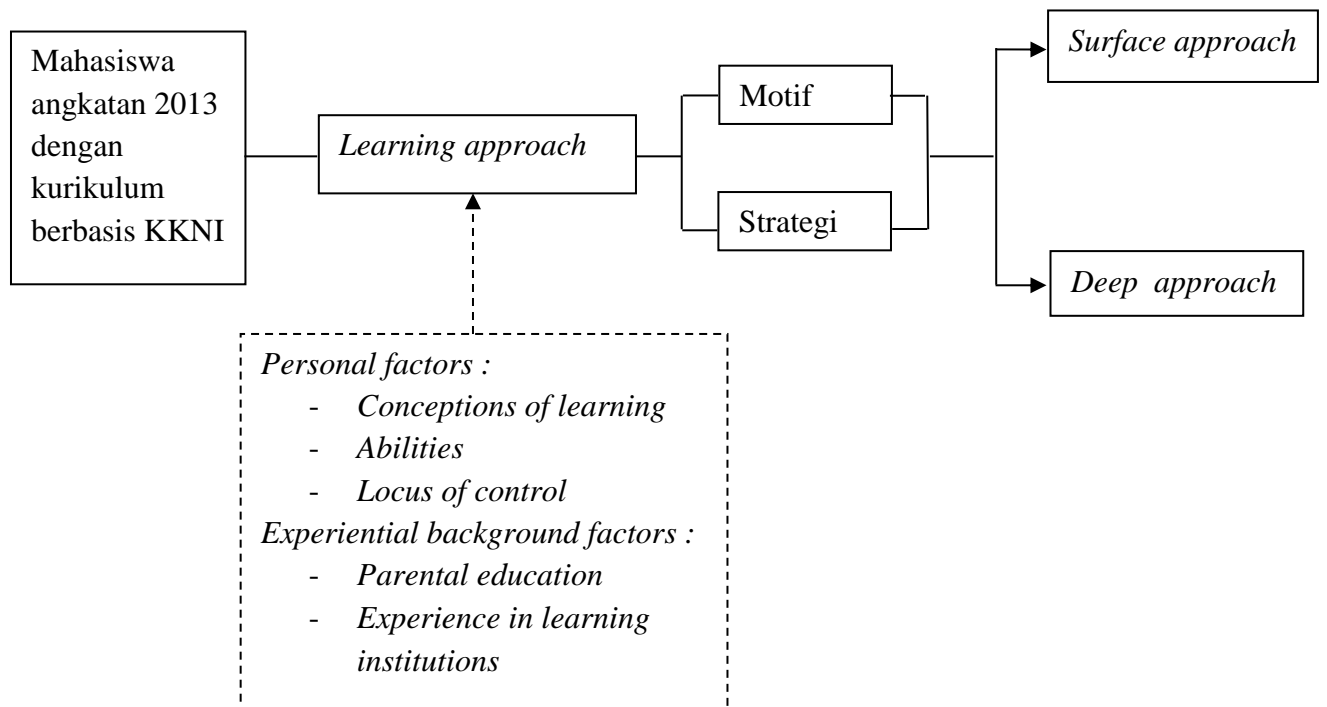 Mahasiswa
angkatan 2013
dengan
kurikulum
berbasis KKNI
Learning approach
Motif
Strategi
Surface approach
Deep approach
Personal factors :
- Conceptions of learning
- Abilities
- Locus of control
Experiential background factors :
- Parental education
- Experience in learning
institutions